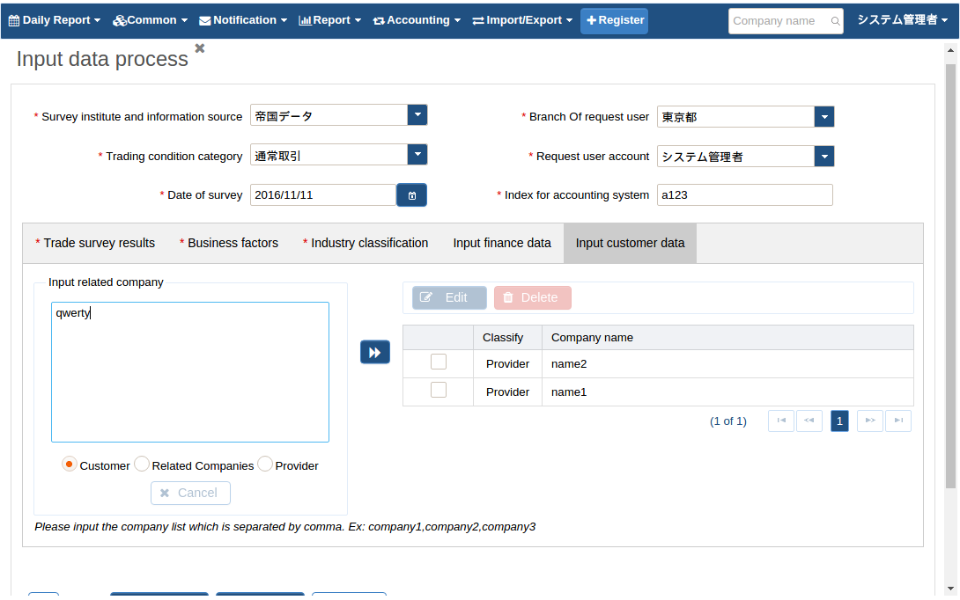 Daily Report Common Notification Report Accounting Import/Export Register Company name システム管理者
Input data process
* Survey institute and information source 帝国データ * Branch Of request user 東京都
* Trading condition category 通常取引 * Request user account システム管理者
* Date of survey 2016/11/11 * Index for accounting system a123
* Trade survey results * Business factors * Industry classification Input finance data Input customer data
Input related company
qwerty
Edit Delete
Classify Company name
Provider name2
Provider name1
(1 of 1) 1
Customer Related Companies Provider
Cancel
Please input the company list which is separated by comma. Ex: company1,company2,company3